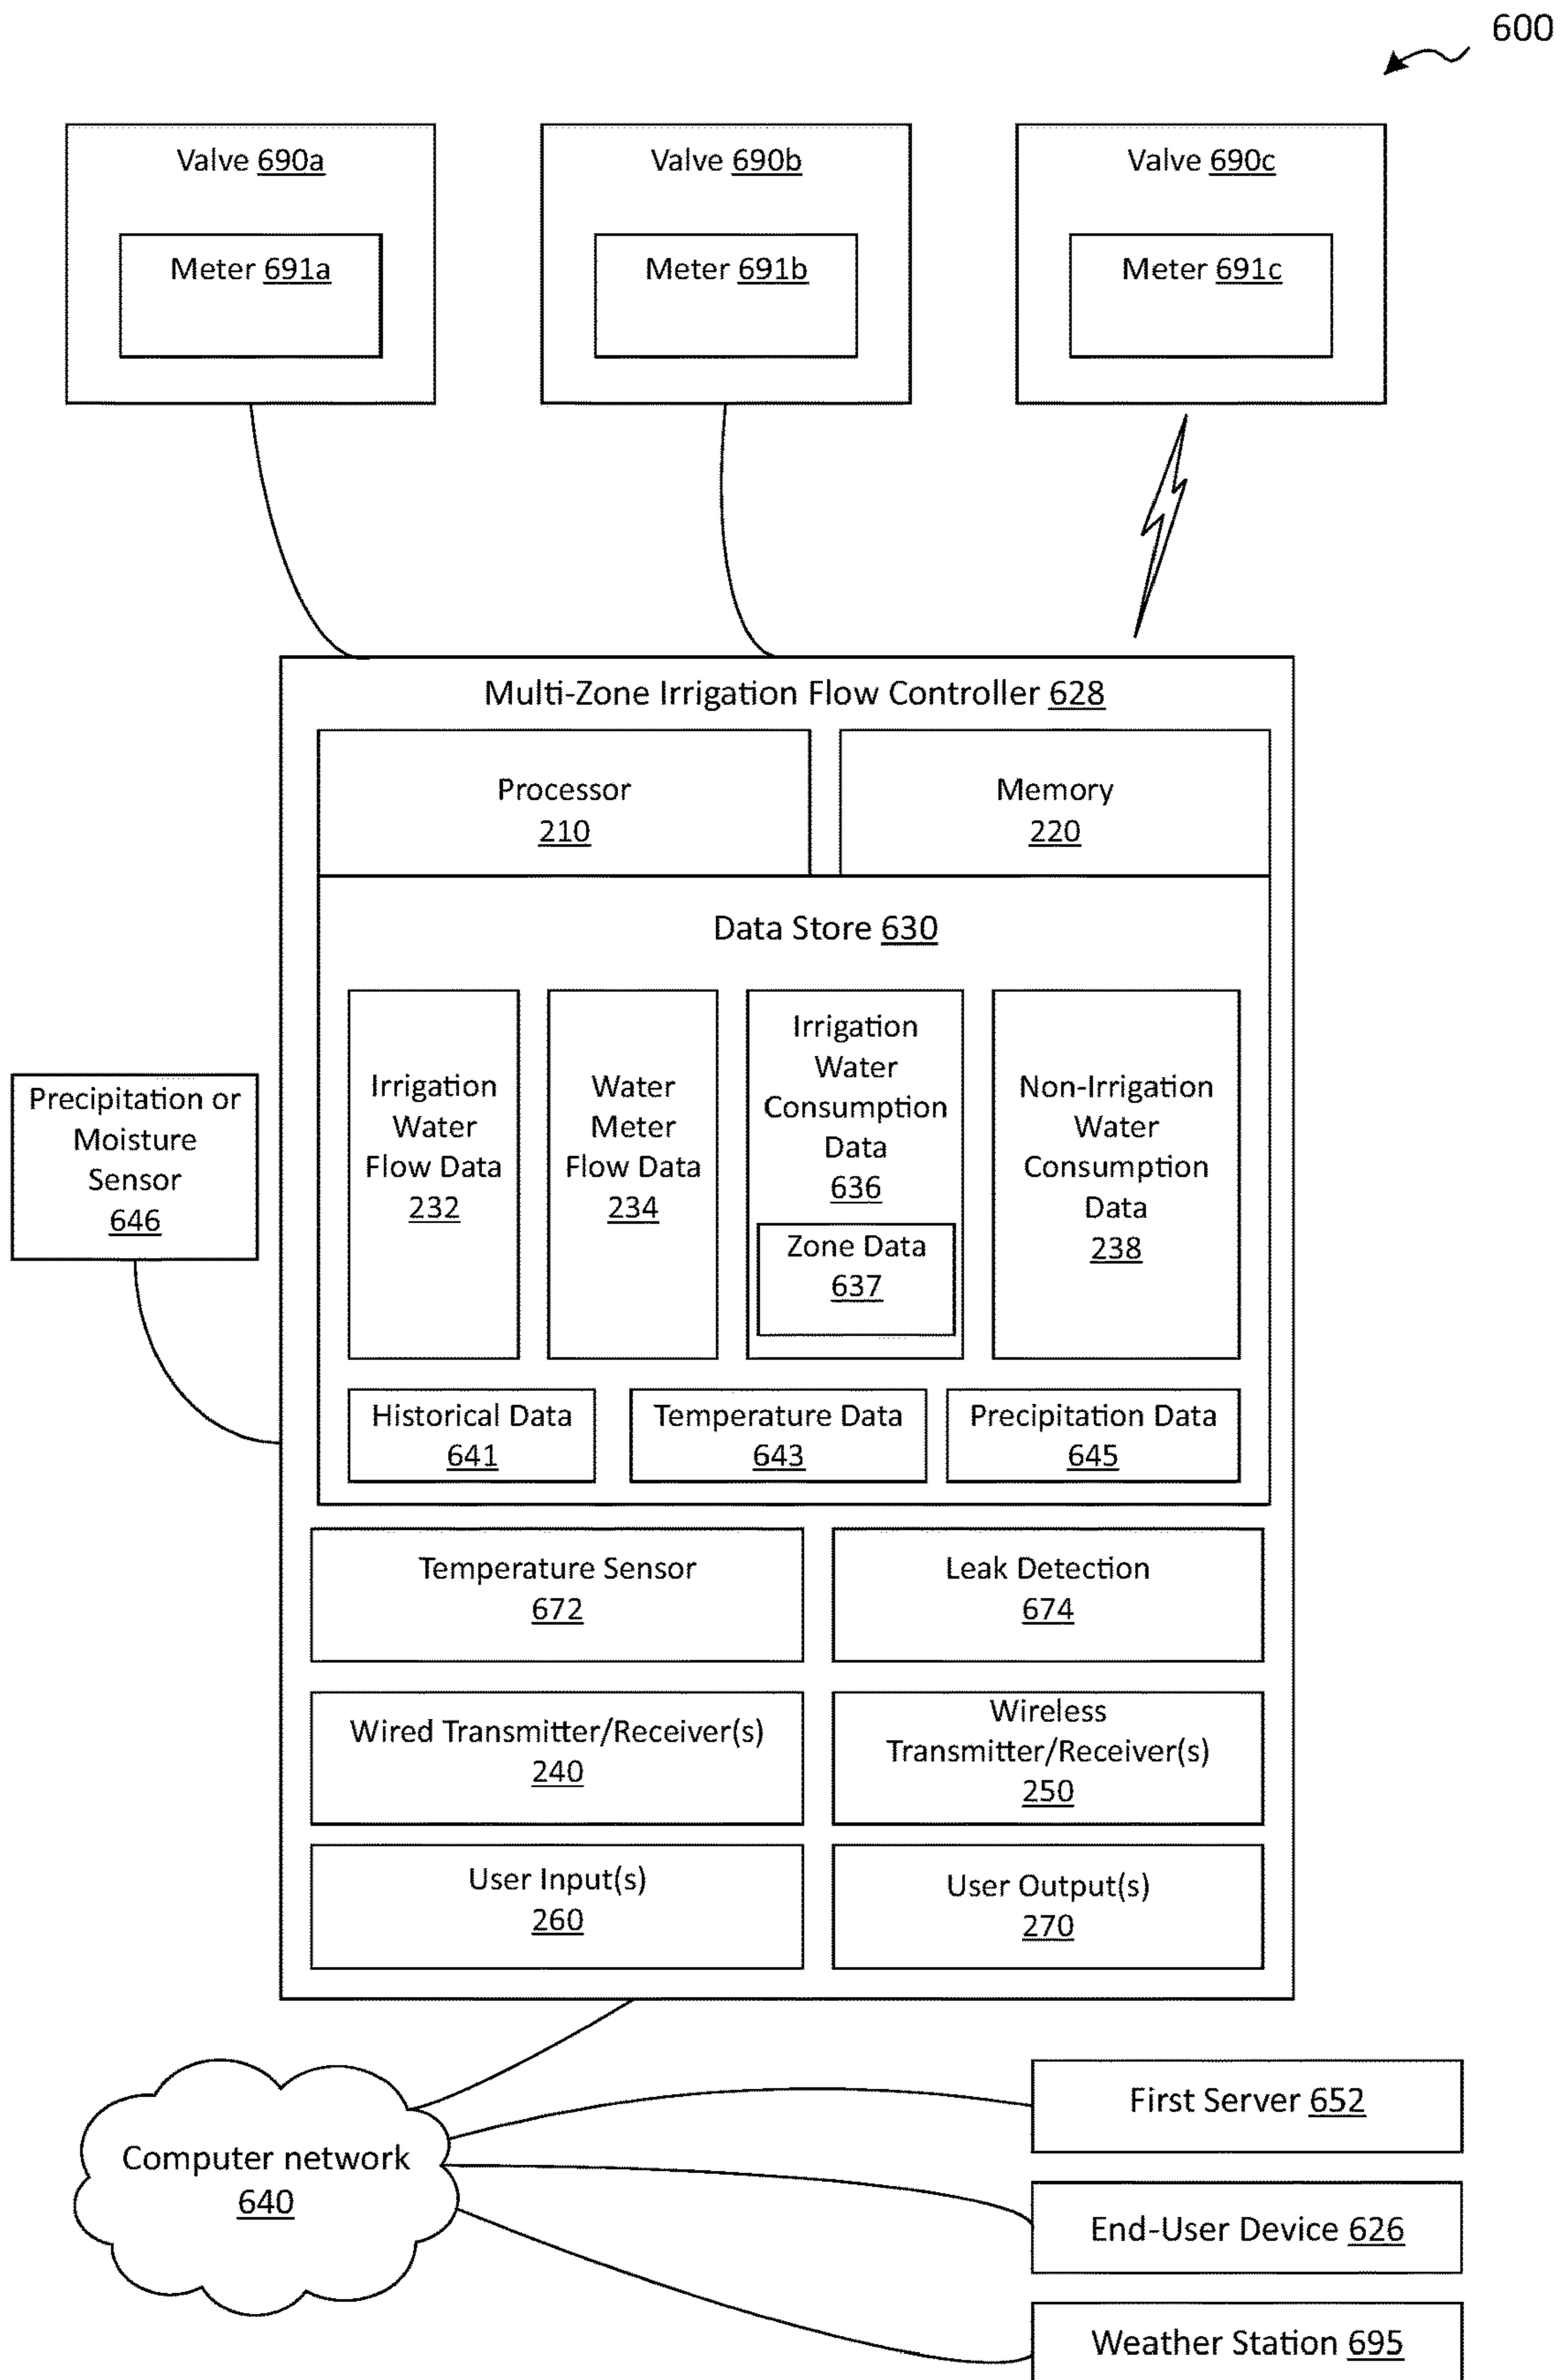 600
Valve 690a
Valve 690b
Valve 690c
Meter 691a
Meter 691b
Meter 691c
Multi-Zone Irrigation Flow Controller 628
Processor
210
Memory
220
Data Store 630
Irrigation
Water
Flow Data
232
Water
Meter
Flow Data
234
Irrigation
Water
Consumption
Data
636
Zone Data
637
Non-Irrigation
Water
Consumption
Data
238
Precipitation or
Moisture
Sensor
646
Historical Data
641
Temperature Data
643
Precipitation Data
645
Temperature Sensor
672
Leak Detection
674
Wired Transmitter/Receiver(s)
240
Wireless
Transmitter/Receiver(s)
250
User Input(s)
260
User Output(s)
270
Computer network
640
First Server 652
End-User Device 626
Weather Station 695